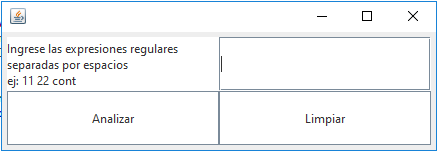 Ingrese las expresiones regulares
separadas por espacios
ej: 11 22 cont
Analizar
Limpiar